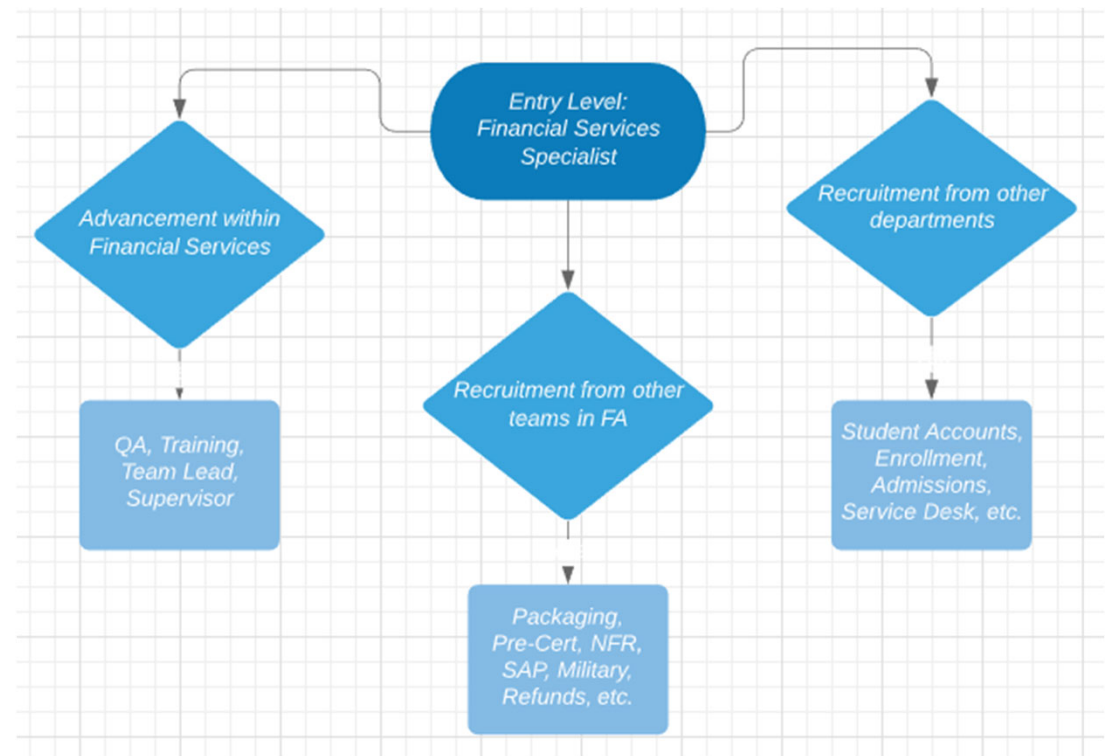 Entry Level:
Financial Services
Specialist
Advancement within
Financial Services
Recruitment from other
departments
Recruitment from other
teams in FA
QA, Training,
Team Lead,
Supervisor
Student Accounts,
Enrollment,
Admissions,
Service Desk, etc.
Packaging,
Pre-Cert, NFR,
SAP, Military,
Refunds, etc.